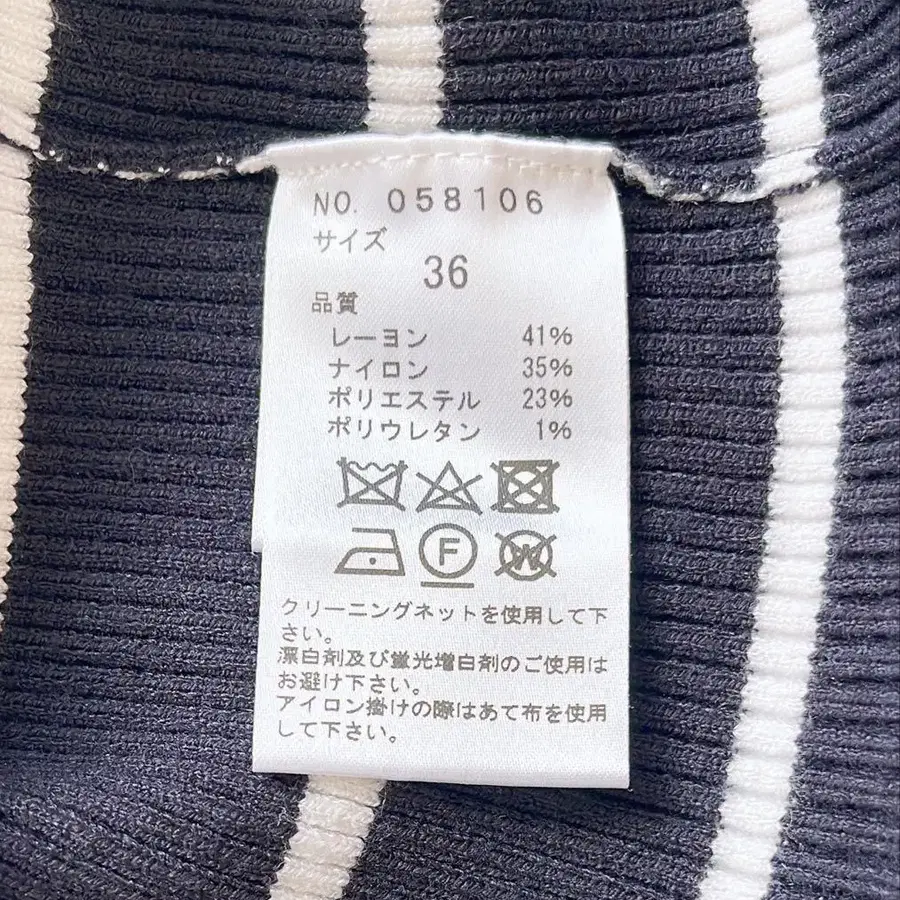 NO. 058106
サイズ
36
品質
レーヨン 41%
ナイロン 35%
ポリエステル 23%
ポリウレタン 1%
F W
クリーニングネットを使用して下
さい。
漂白剤及び蛍光増白剤のご使用は
お避け下さい。
アイロン掛けの際はあて布を使用
して下さい。